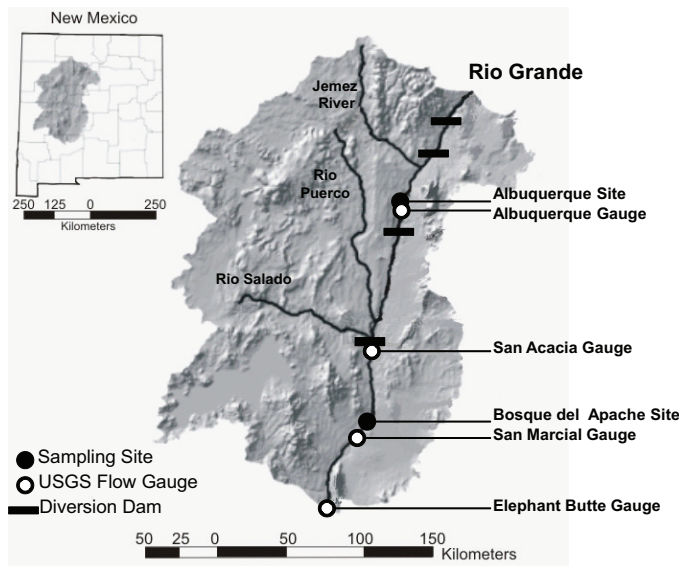 New Mexico
250 125 0 250
Kilometers
Rio Grande
Jemez
River
Rio
Puerco
Albuquerque Site
Albuquerque Gauge
Rio Salado
San Acacia Gauge
Bosque del Apache Site
San Marcial Gauge
Sampling Site
USGS Flow Gauge
Diversion Dam
Elephant Butte Gauge
50 25 0 50 100 150
Kilometers